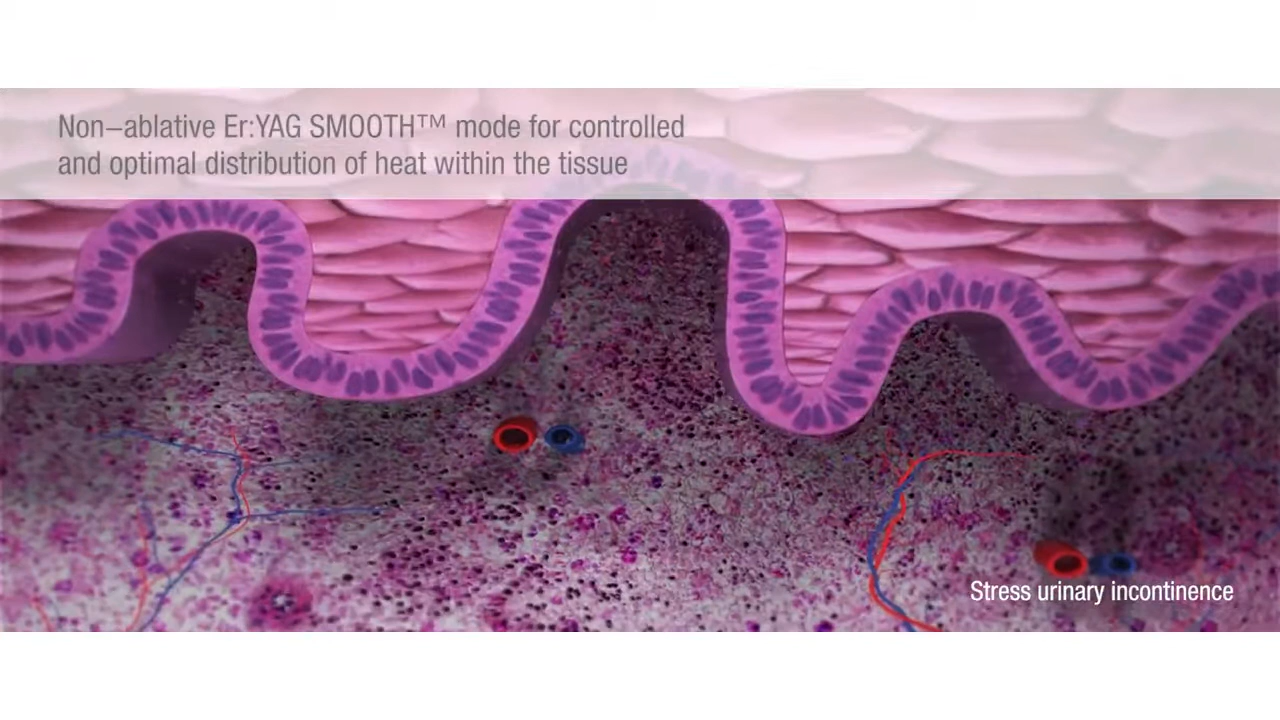 Non–ablative Er:YAG SMOOTH™ mode for controlled
and optimal distribution of heat within the tissue
Stress urinary incontinence